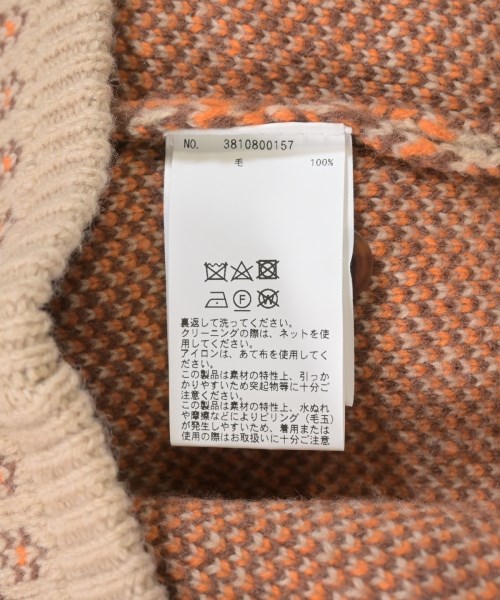 NO. 3810800157
毛 100%
F W
裏返して洗ってください。
クリーニングの際は、ネットを使
用してください。
アイロンは、あて布を使用してく
ださい。
この製品は素材の特性上、引っか
かりやすいため突起物等に十分ご
注意ください。
この製品は素材の特性上、水ぬれ
や摩擦などによりピリング（毛玉）
が発生しやすいため、着用または
使用の際はお取扱いに十分ご注意